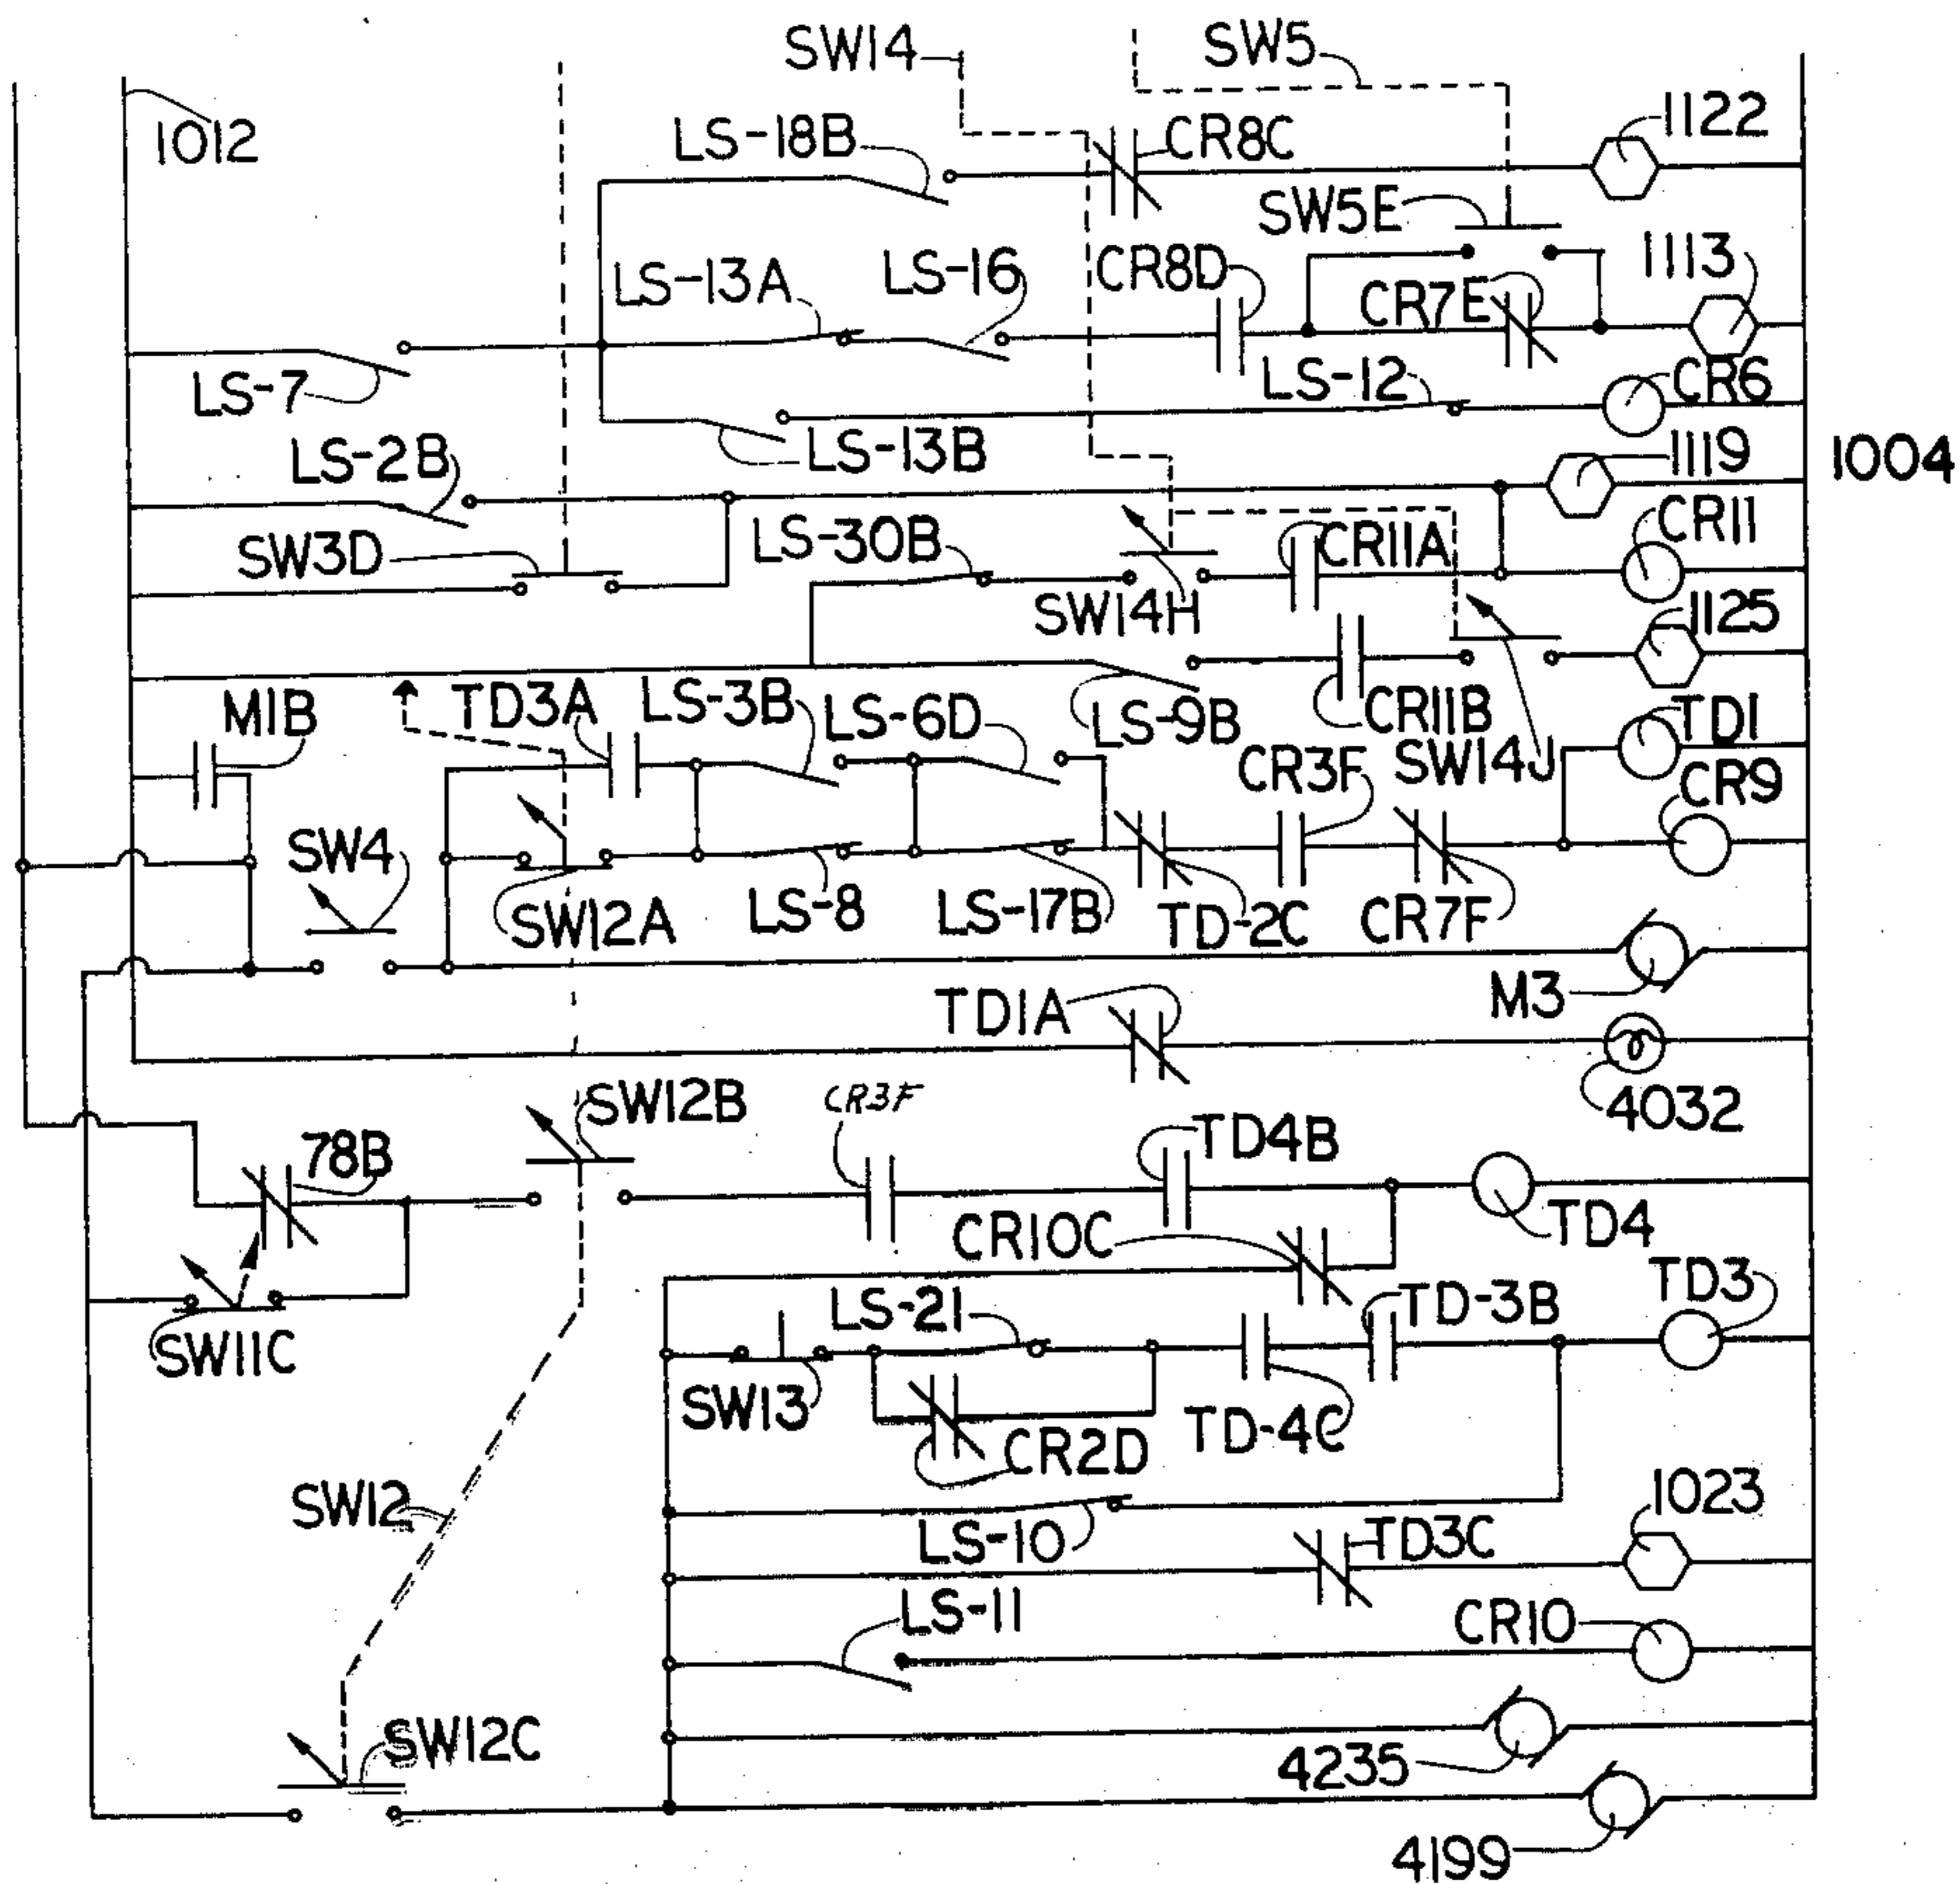 SW14
SW5
1012
LS-18B
CR8C
1122
SW5E
LS-13A
LS-16
CR8D
CR7E
1113
LS-7
LS-12
CR6
LS-2B
LS-13B
1119
1004
SW3D
LS-30B
CR11A
CR11
SW14H
1125
M1B
TD3A
LS-3B
LS-6D
LS-9B
CR11B
TD1
CR3F
SW14J
CR9
SW4
SW12A
LS-8
LS-17B
TD-2C
CR7F
TD1A
M3
SW12B
CR3F
4032
78B
TD4B
CR10C
TD4
SW11C
LS-21
TD-3B
TD3
SW13
CR2D
TD-4C
SW12
LS-10
TD3C
1023
LS-11
CR10
SW12C
4235
4199